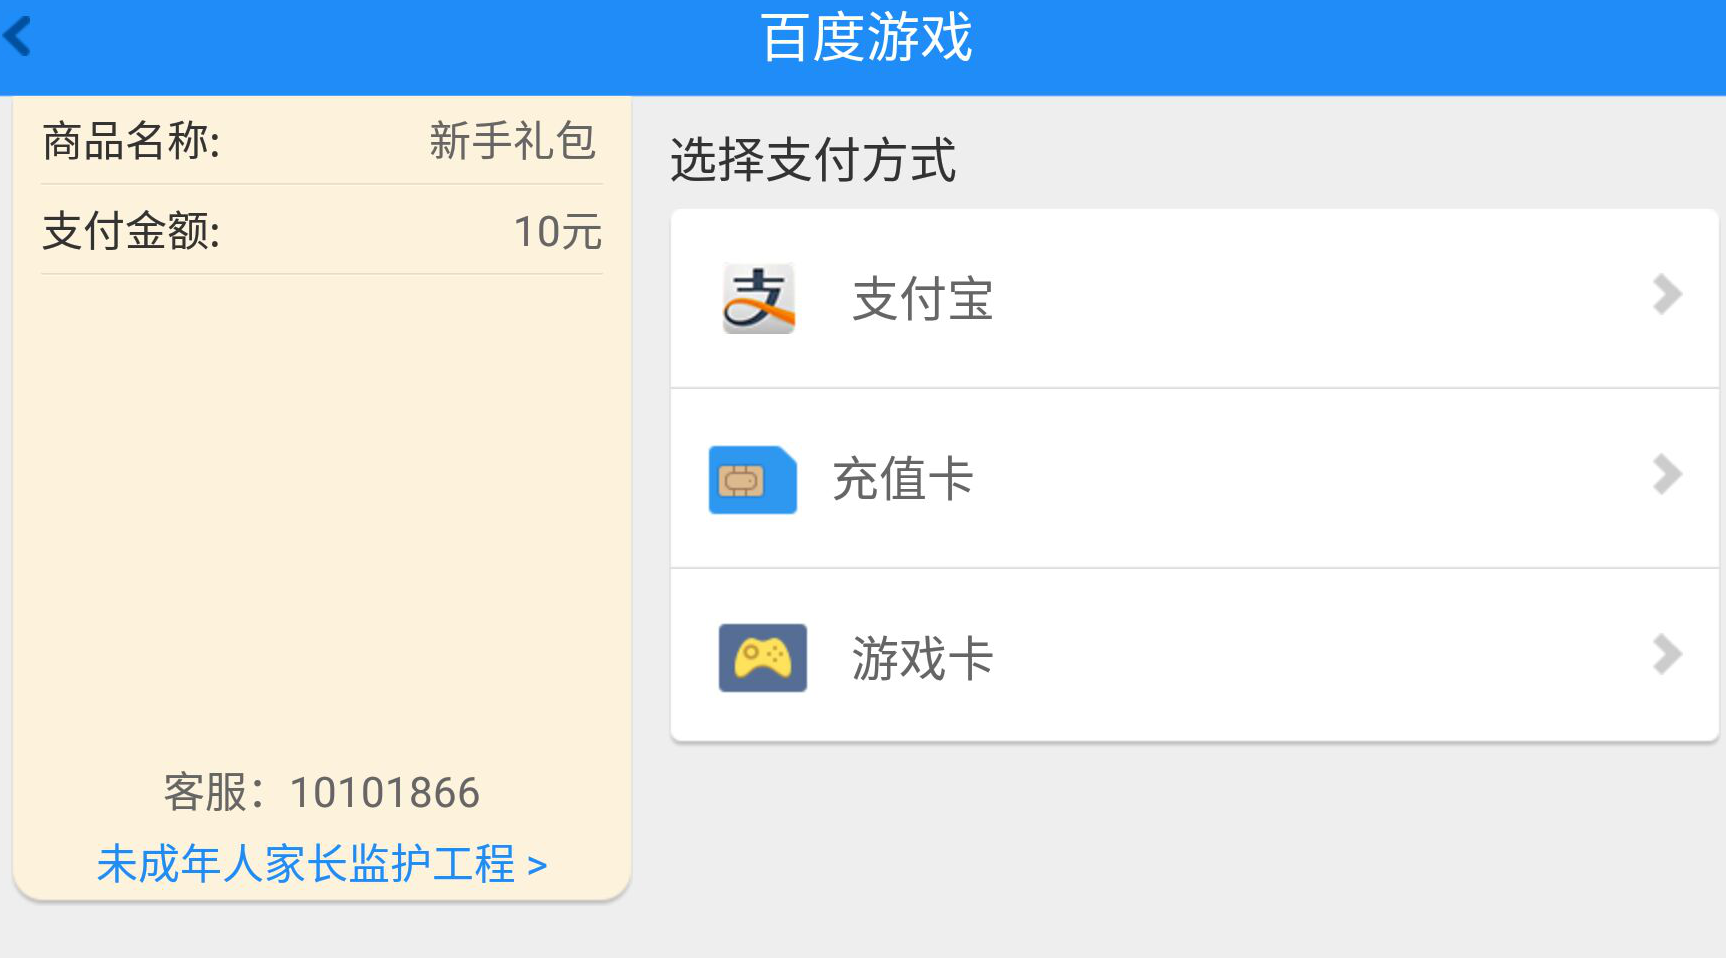 百度游戏
商品名称: 新手礼包
支付金额: 10元
客服：10101866
未成年人家长监护工程 >
选择支付方式
支付宝
充值卡
游戏卡